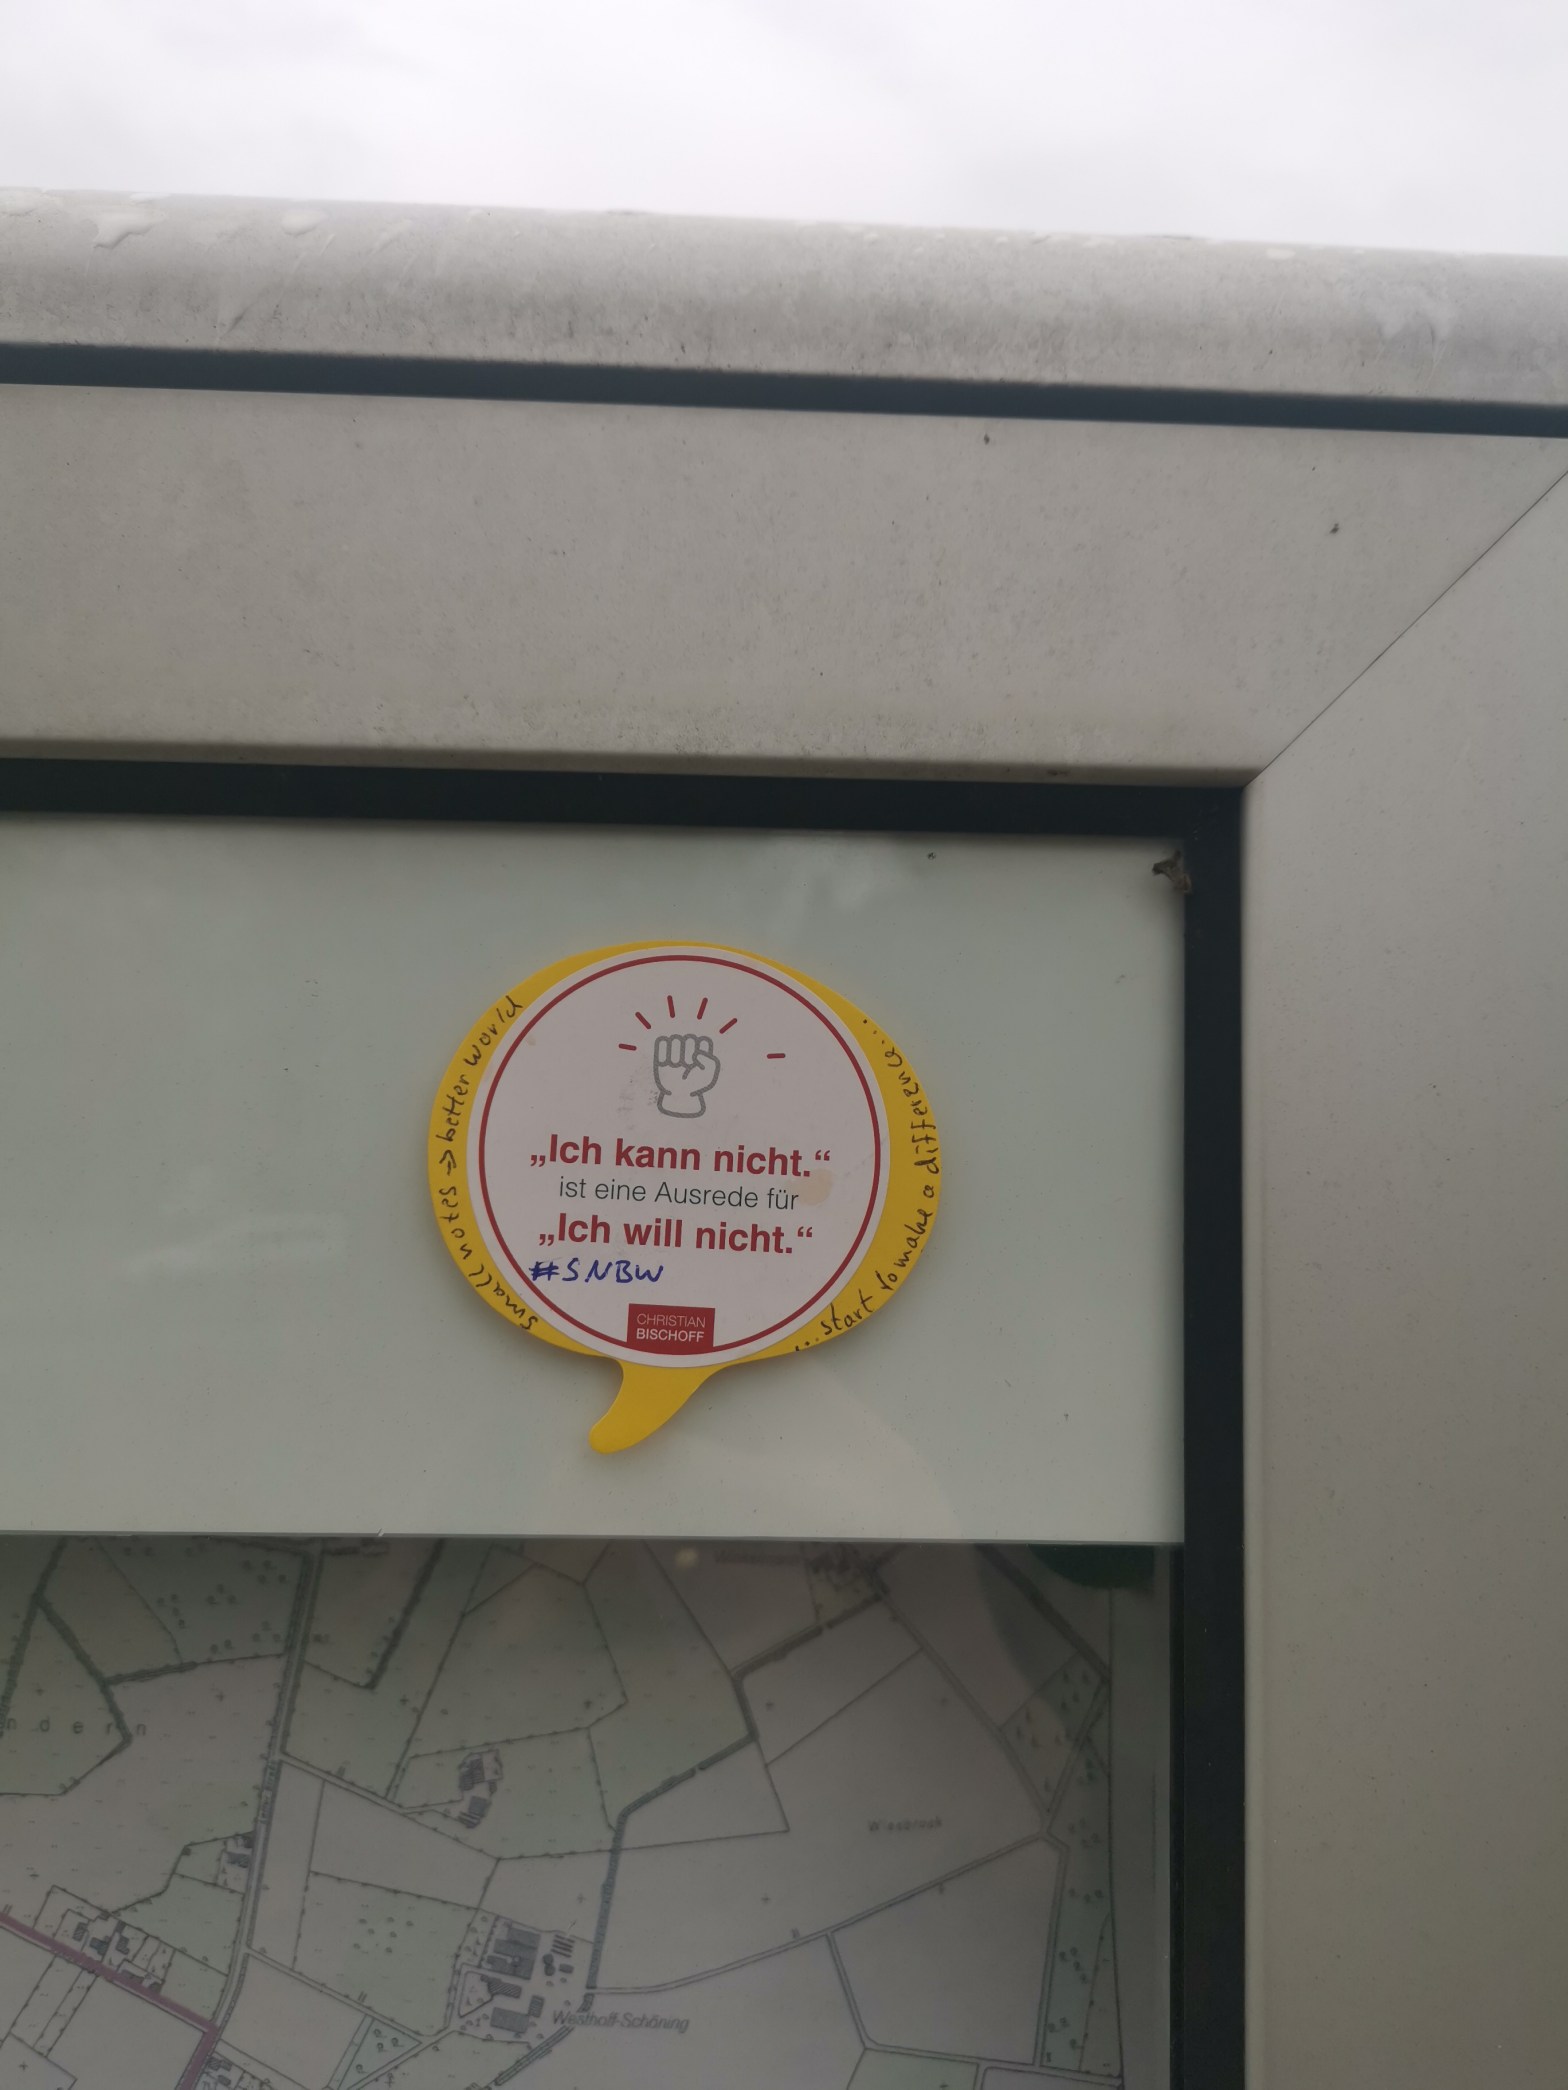 small notes -> better world
...start to make a difference...
„Ich kann nicht.“
ist eine Ausrede für
„Ich will nicht.“
#SNBW
CHRISTIAN
BISCHOFF
Westhoff-Schöning